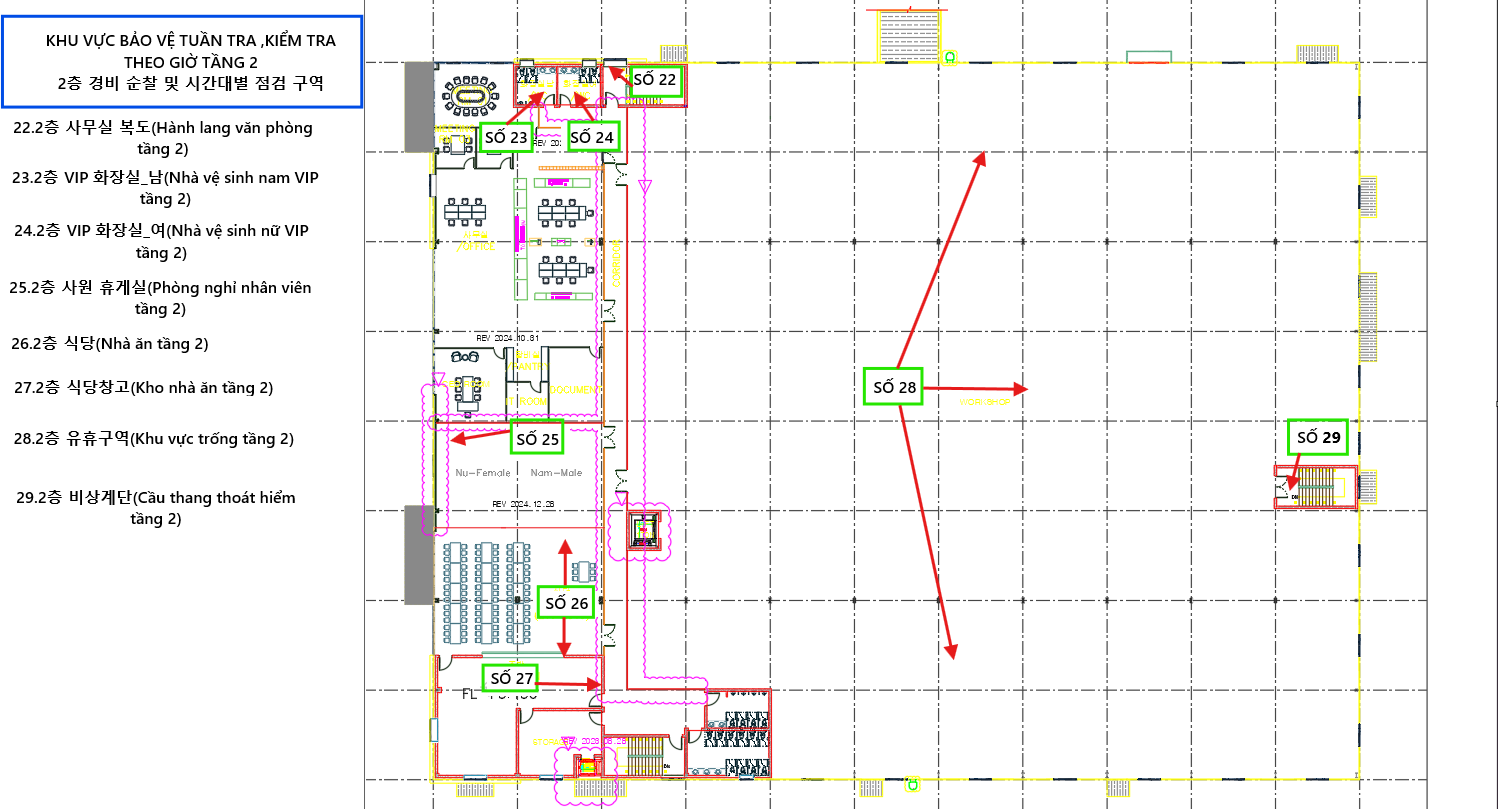 KHU VỰC BẢO VỆ TUẦN TRA ,KIỂM TRA
THEO GIỜ TẦNG 2
2층 경비 순찰 및 시간대별 점검 구역
22.2층 사무실 복도(Hành lang văn phòng
tầng 2)
23.2층 VIP 화장실_남(Nhà vệ sinh nam VIP
tầng 2)
24.2층 VIP 화장실_여(Nhà vệ sinh nữ VIP
tầng 2)
25.2층 사원 휴게실(Phòng nghỉ nhân viên
tầng 2)
26.2층 식당(Nhà ăn tầng 2)
27.2층 식당창고(Kho nhà ăn tầng 2)
28.2층 유휴구역(Khu vực trống tầng 2)
29.2층 비상계단(Cầu thang thoát hiểm
tầng 2)
SỐ 22
SỐ 23
SỐ 24
사무실
/OFFICE
CORRIDOR
REV 2024.10.31
DOCUMENT
IT ROOM
SỐ 28
WORKSHOP
SỐ 25
SỐ 29
Nu-Female
Nam-Male
REV 2024.12.28
SỐ 26
SỐ 27